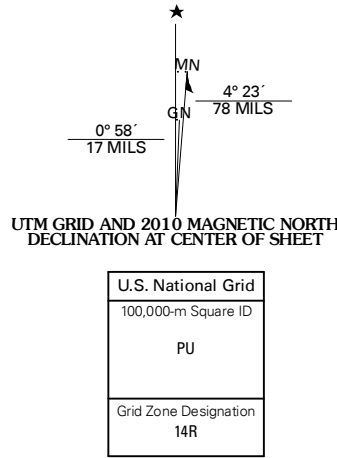 ★
MN
GN
4° 23´
78 MILS
0° 58´
17 MILS
UTM GRID AND 2010 MAGNETIC NORTH
DECLINATION AT CENTER OF SHEET
U.S. National Grid
100,000-m Square ID
PU
Grid Zone Designation
14R